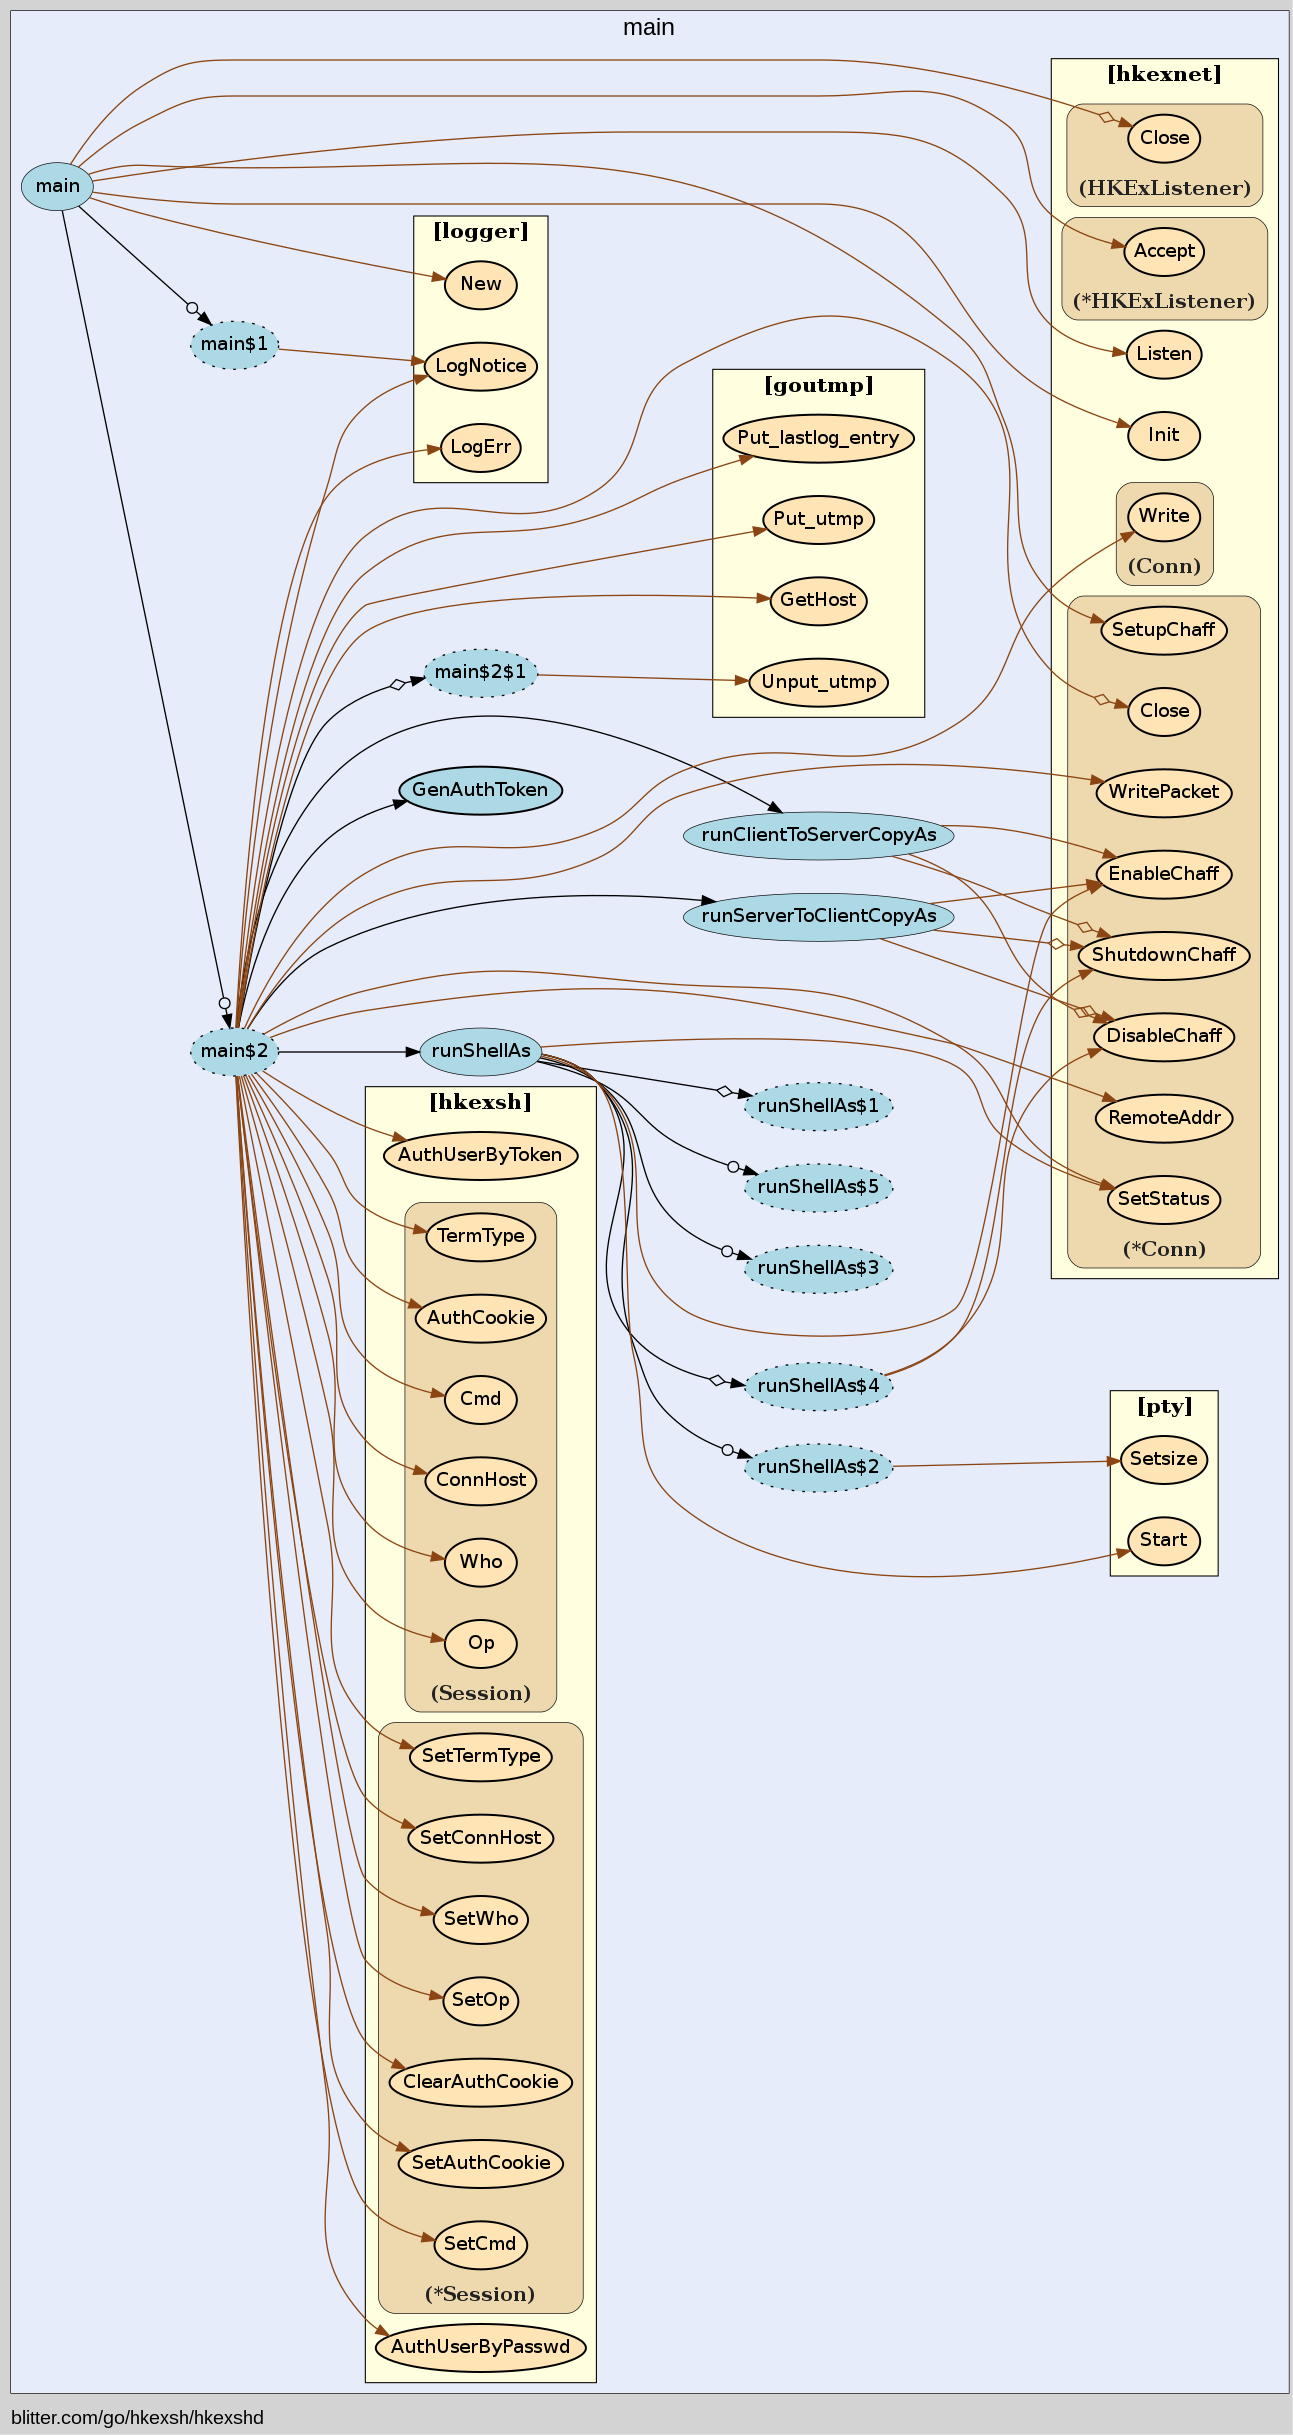 main
main
main$1
main$2
[logger]
New
LogNotice
LogErr
main$2$1
GenAuthToken
runShellAs
[hkexsh]
AuthUserByToken
TermType
AuthCookie
Cmd
ConnHost
Who
Op
(Session)
SetTermType
SetConnHost
SetWho
SetOp
ClearAuthCookie
SetAuthCookie
SetCmd
(*Session)
AuthUserByPasswd
[goutmp]
Put_lastlog_entry
Put_utmp
GetHost
Unput_utmp
runClientToServerCopyAs
runServerToClientCopyAs
runShellAs$1
runShellAs$5
runShellAs$3
runShellAs$4
runShellAs$2
[hkexnet]
Close
(HKExListener)
Accept
(*HKExListener)
Listen
Init
Write
(Conn)
SetupChaff
Close
WritePacket
EnableChaff
ShutdownChaff
DisableChaff
RemoteAddr
SetStatus
(*Conn)
[pty]
Setsize
Start
blitter.com/go/hkexsh/hkexshd